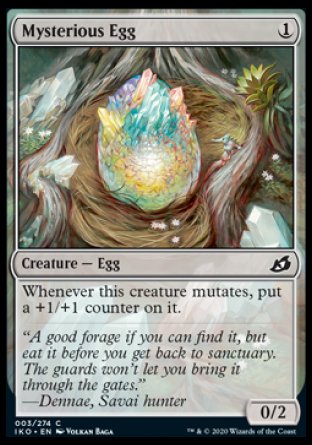 Mysterious Egg 1
Creature — Egg
Whenever this creature mutates, put
a +1/+1 counter on it.
“A good forage if you can find it, but
eat it before you get back to sanctuary.
The guards won’t let you bring it
through the gates.”
—Dennae, Savai hunter
0/2
003/274 C
IKO • EN VOLKAN BAGA
™ & © 2020 Wizards of the Coast